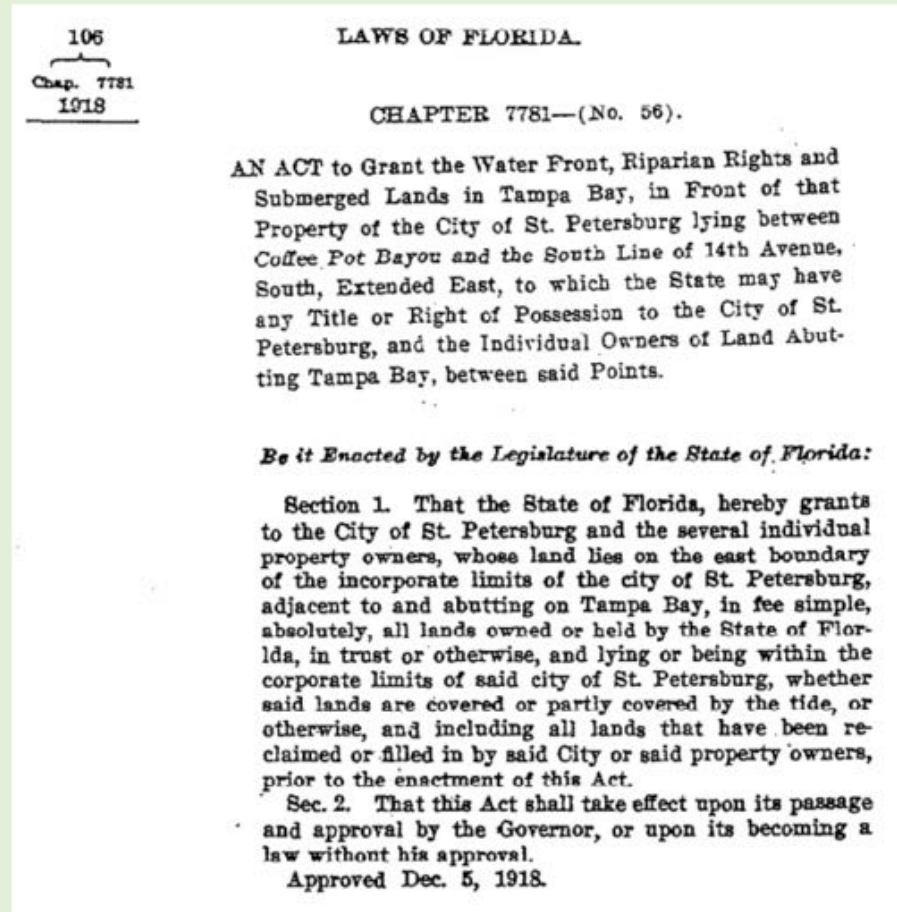 106
Chap. 7781
1918
LAWS OF FLORIDA.
CHAPTER 7781—(No. 56).
AN ACT to Grant the Water Front, Riparian Rights and
Submerged Lands in Tampa Bay, in Front of that
Property of the City of St. Petersburg lying between
Coffee Pot Bayou and the South Line of 14th Avenue,
South, Extended East, to which the State may have
any Title or Right of Possession to the City of St.
Petersburg, and the Individual Owners of Land Abut-
ting Tampa Bay, between said Points.
Be it Enacted by the Legislature of the State of Florida:
Section 1. That the State of Florida, hereby grants
to the City of St. Petersburg and the several individual
property owners, whose land lies on the east boundary
of the incorporate limits of the city of St. Petersburg,
adjacent to and abutting on Tampa Bay, in fee simple,
absolutely, all lands owned or held by the State of Flor-
ida, in trust or otherwise, and lying or being within the
corporate limits of said city of St. Petersburg, whether
said lands are covered or partly covered by the tide, or
otherwise, and including all lands that have been re-
claimed or filled in by said City or said property owners,
prior to the enactment of this Act.
Sec. 2. That this Act shall take effect upon its passage
and approval by the Governor, or upon its becoming a
law without his approval.
Approved Dec. 5, 1918.